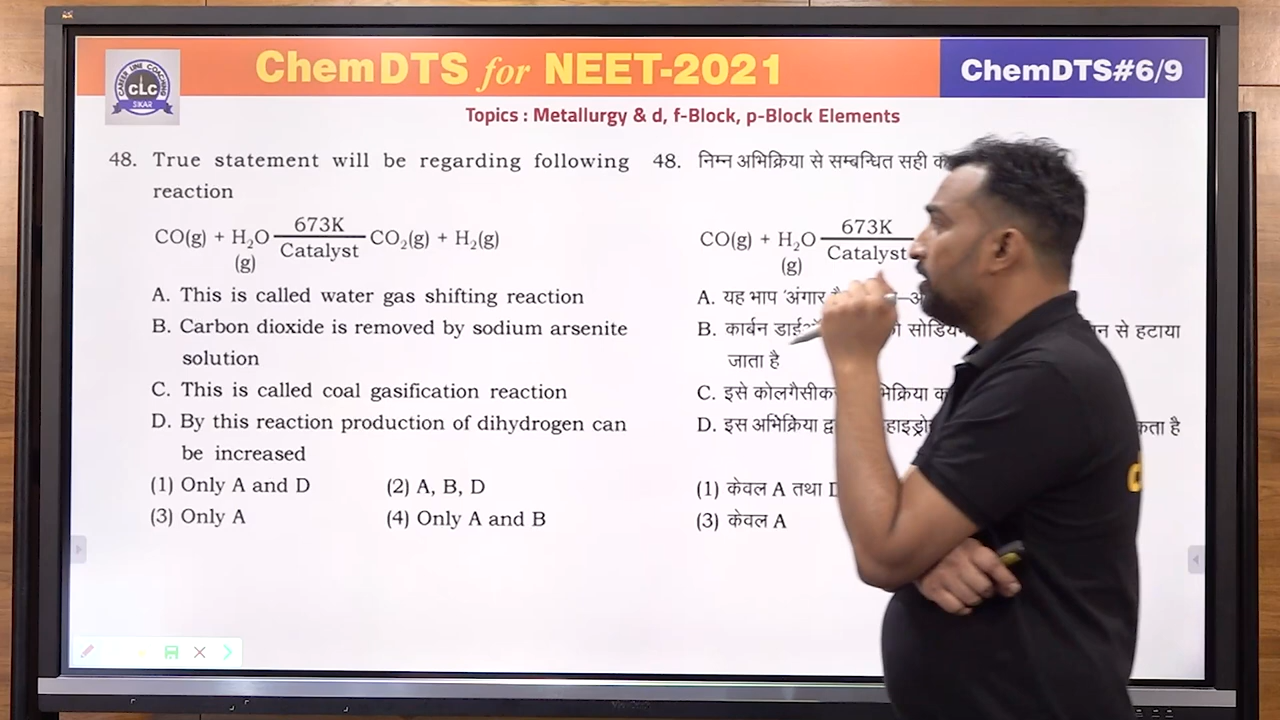 CAREER LINE COACHING
CLC
SIKAR
ChemDTS for NEET-2021
ChemDTS#6/9
Topics : Metallurgy & d, f-Block, p-Block Elements
48. True statement will be regarding following
reaction
CO(g) + H₂O 673K CO₂(g) + H₂(g)
(g) Catalyst
A. This is called water gas shifting reaction
B. Carbon dioxide is removed by sodium arsenite
solution
C. This is called coal gasification reaction
D. By this reaction production of dihydrogen can
be increased
(1) Only A and D (2) A, B, D
(3) Only A (4) Only A and B
48. निम्न अभिक्रिया से सम्बन्धित सही
CO(g) + H₂O 673K
(g) Catalyst
A. यह भाप 'अंगार
B. कार्बन सोडियम से हटाया
जाता है
C. इसे
D. इस अभिक्रिया है
(1) केवल A तथा D
(3) केवल A